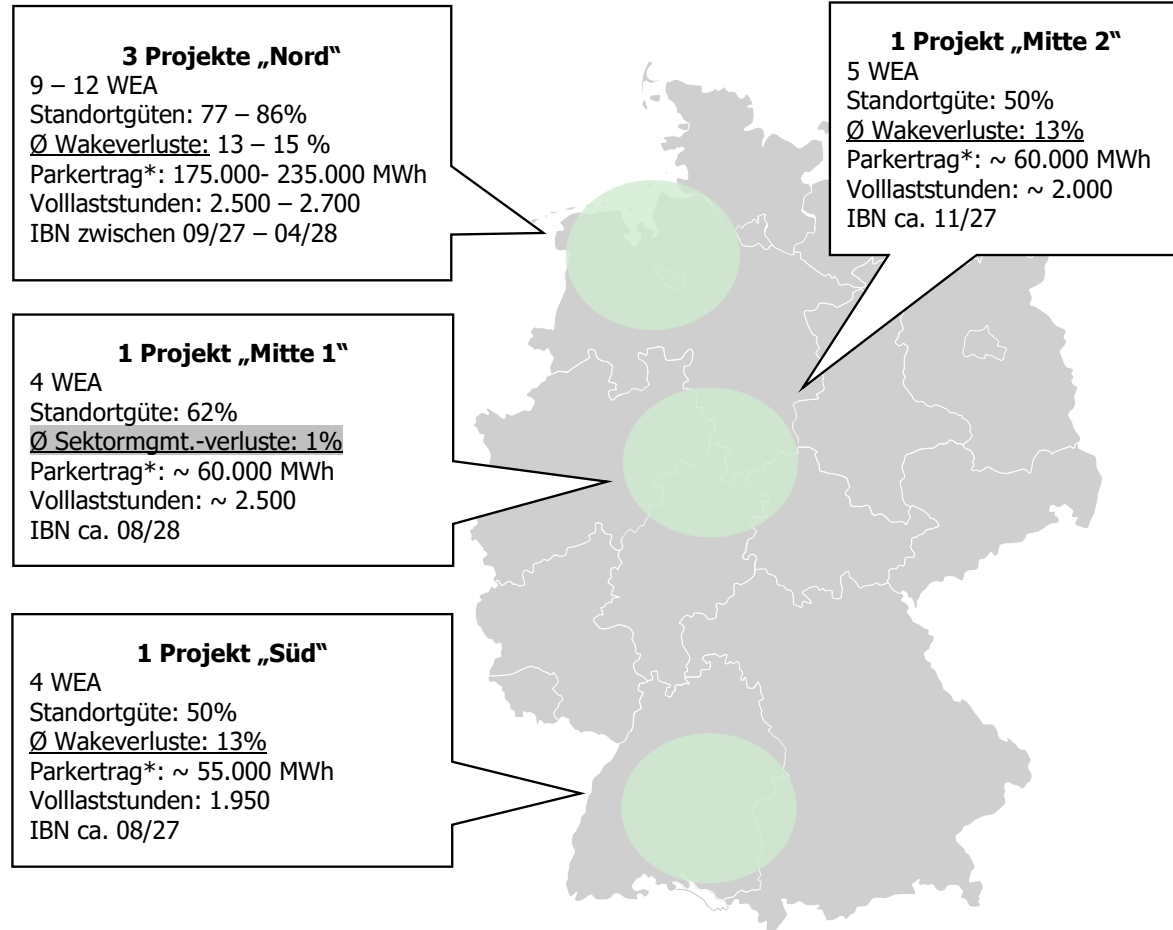 3 Projekte „Nord“
9 – 12 WEA
Standortgüten: 77 – 86%
Ø Wakeverluste: 13 – 15 %
Parkertrag*: 175.000- 235.000 MWh
Volllaststunden: 2.500 – 2.700
IBN zwischen 09/27 – 04/28
1 Projekt „Mitte 2“
5 WEA
Standortgüte: 50%
Ø Wakeverluste: 13%
Parkertrag*: ~ 60.000 MWh
Volllaststunden: ~ 2.000
IBN ca. 11/27
1 Projekt „Mitte 1“
4 WEA
Standortgüte: 62%
Ø Sektormgmt.-verluste: 1%
Parkertrag*: ~ 60.000 MWh
Volllaststunden: ~ 2.500
IBN ca. 08/28
1 Projekt „Süd“
4 WEA
Standortgüte: 50%
Ø Wakeverluste: 13%
Parkertrag*: ~ 55.000 MWh
Volllaststunden: 1.950
IBN ca. 08/27